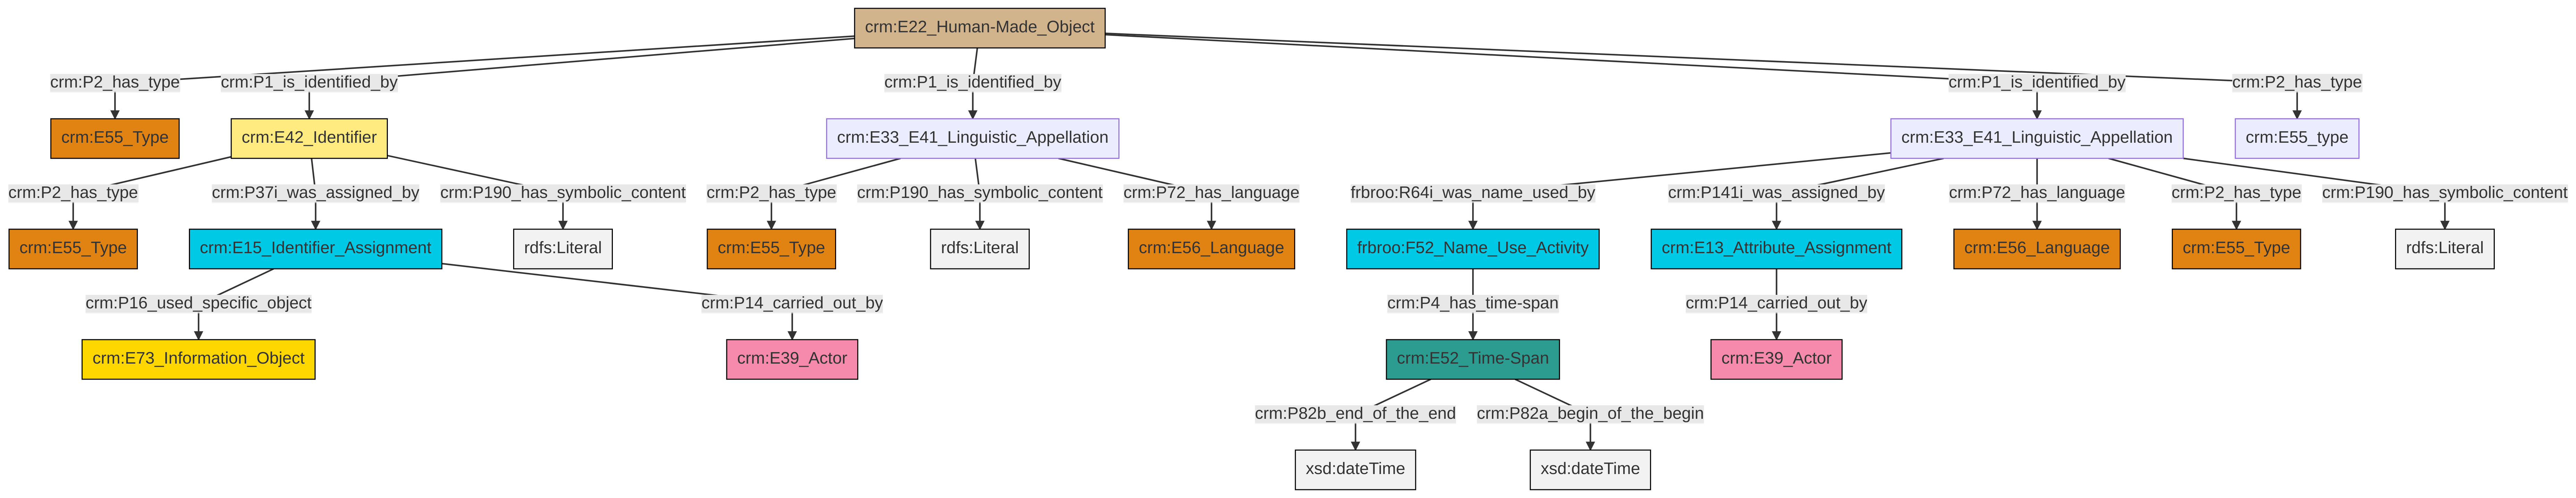 crm:E22_Human-Made_Object
crm:P2_has_type
crm:P1_is_identified_by
crm:P1_is_identified_by
crm:P1_is_identified_by
crm:P2_has_type
crm:E55_Type
crm:E42_Identifier
crm:E33_E41_Linguistic_Appellation
crm:E33_E41_Linguistic_Appellation
crm:E55_type
crm:P2_has_type
crm:P37i_was_assigned_by
crm:P190_has_symbolic_content
crm:P2_has_type
crm:P190_has_symbolic_content
crm:P72_has_language
frbroo:R64i_was_name_used_by
crm:P141i_was_assigned_by
crm:P72_has_language
crm:P2_has_type
crm:P190_has_symbolic_content
crm:E55_Type
crm:E15_Identifier_Assignment
rdfs:Literal
crm:E55_Type
rdfs:Literal
crm:E56_Language
frbroo:F52_Name_Use_Activity
crm:E13_Attribute_Assignment
crm:E56_Language
crm:E55_Type
rdfs:Literal
crm:P16_used_specific_object
crm:P14_carried_out_by
crm:P4_has_time-span
crm:P14_carried_out_by
crm:E73_Information_Object
crm:E39_Actor
crm:E52_Time-Span
crm:E39_Actor
crm:P82b_end_of_the_end
crm:P82a_begin_of_the_begin
xsd:dateTime
xsd:dateTime